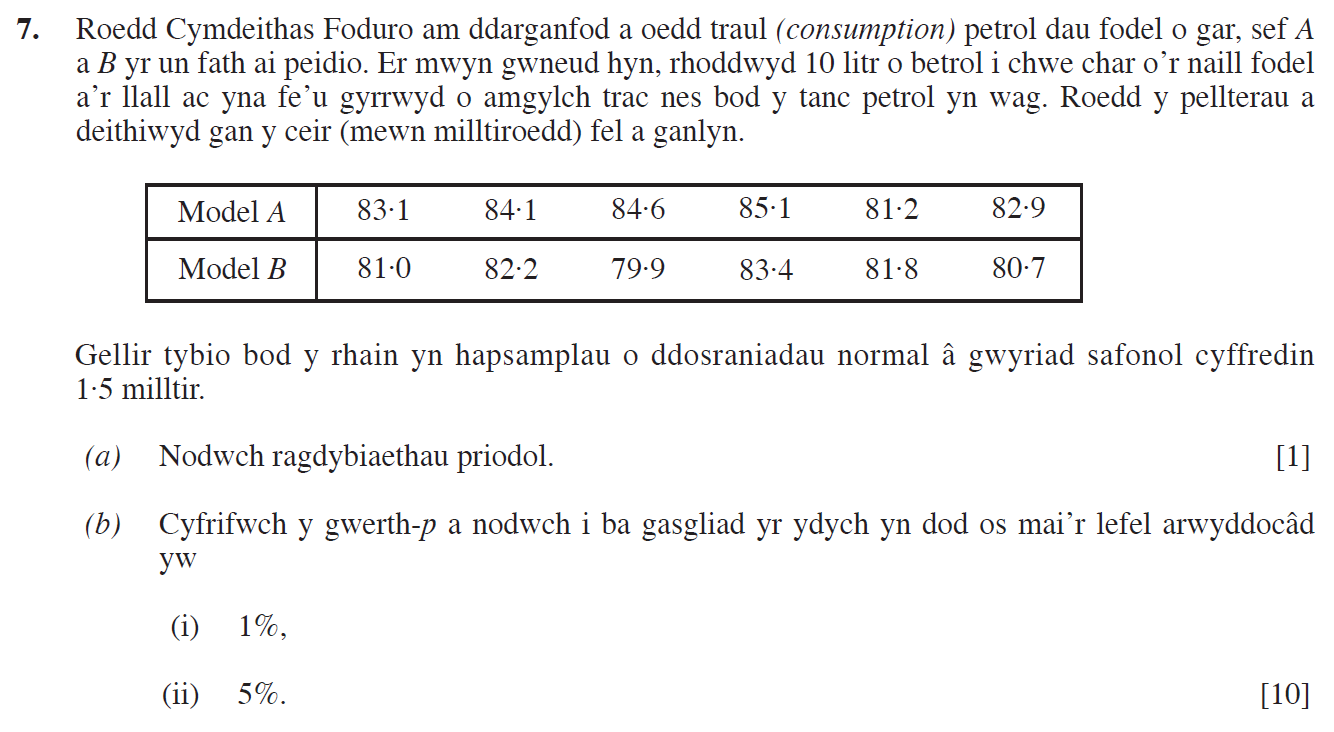 7. Roedd Cymdeithas Foduro am ddarganfod a oedd traul (consumption) petrol dau fodel o gar, sef A
a B yr un fath ai peidio. Er mwyn gwneud hyn, rhoddwyd 10 litr o betrol i chwe char o'r naill fodel
a'r llall ac yna fe'u gyrrwyd o amgylch trac nes bod y tanc petrol yn wag. Roedd y pellterau a
deithiwyd gan y ceir (mewn milltiroedd) fel a ganlyn.
Model A 83·1 84·1 84·6 85·1 81·2 82·9
Model B 81·0 82·2 79·9 83·4 81·8 80·7
Gellir tybio bod y rhain yn hapsamplau o ddosraniadau normal â gwyriad safonol cyffredin
1·5 milltir.
(a) Nodwch ragdybiaethau priodol. [1]
(b) Cyfrifwch y gwerth-p a nodwch i ba gasgliad yr ydych yn dod os mai'r lefel arwyddocâd
yw
(i) 1%,
(ii) 5%. [10]